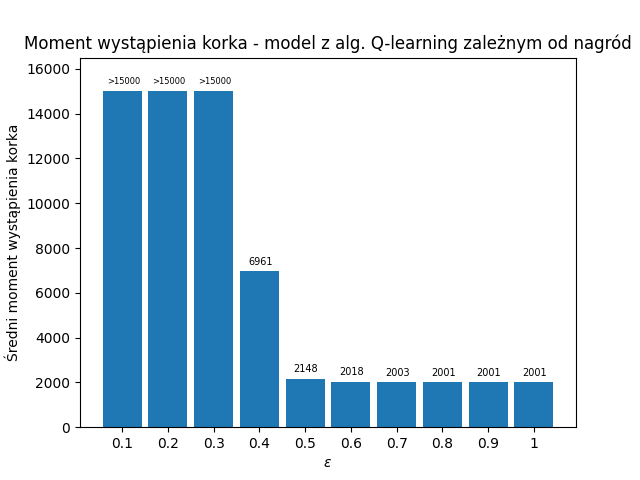 Moment wystąpienia korka - model z alg. Q-learning zależnym od nagród
Średni moment wystąpienia korka
16000
14000
12000
10000
8000
6000
4000
2000
0
>15000 >15000 >15000
6961
2148 2018 2003 2001 2001 2001
0.1 0.2 0.3 0.4 0.5 0.6 0.7 0.8 0.9 1
ε